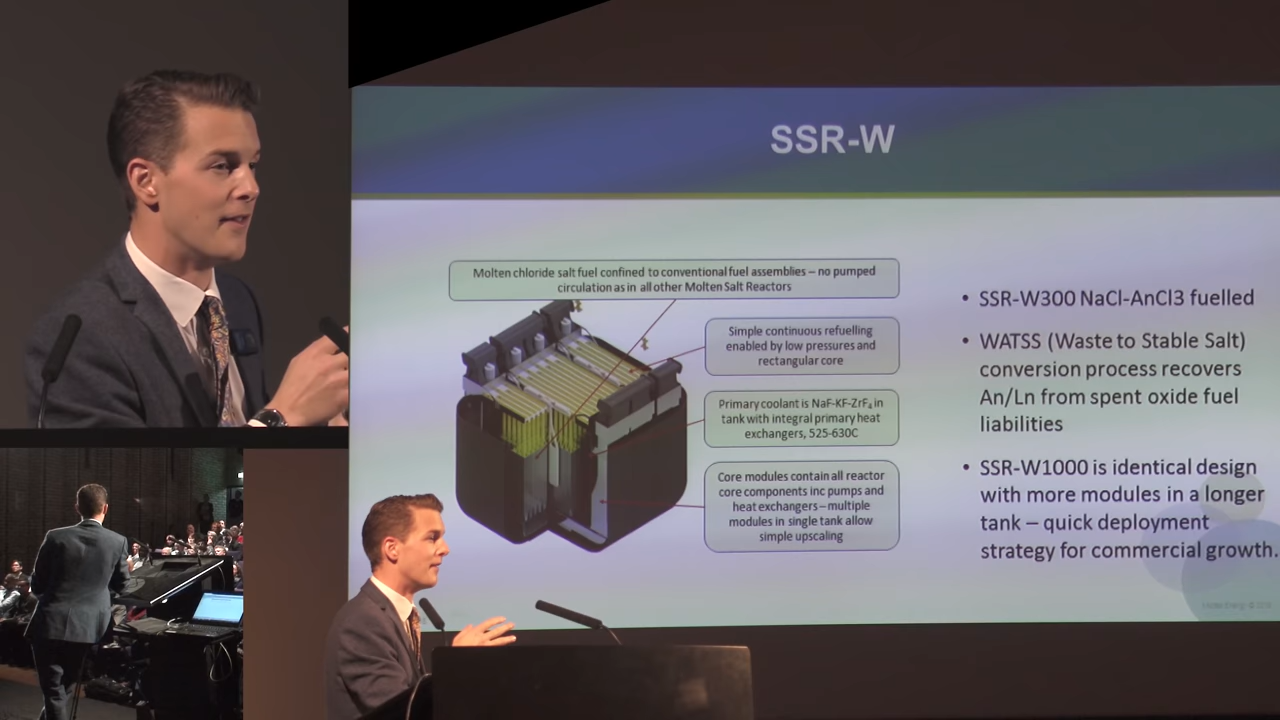 SSR-W
Molten chloride salt fuel confined to conventional fuel assemblies – no pumped
circulation as in all other Molten Salt Reactors
Simple continuous refuelling
enabled by low pressures and
rectangular core
Primary coolant is NaF-KF-ZrF₄ in
tank with integral primary heat
exchangers, 525-630C
Core modules contain all reactor
core components inc pumps and
heat exchangers – multiple
modules in single tank allow
simple upscaling
• SSR-W300 NaCl-AnCl3 fuelled
• WATSS (Waste to Stable Salt)
conversion process recovers
An/Ln from spent oxide fuel
liabilities
• SSR-W1000 is identical design
with more modules in a longer
tank – quick deployment
strategy for commercial growth.